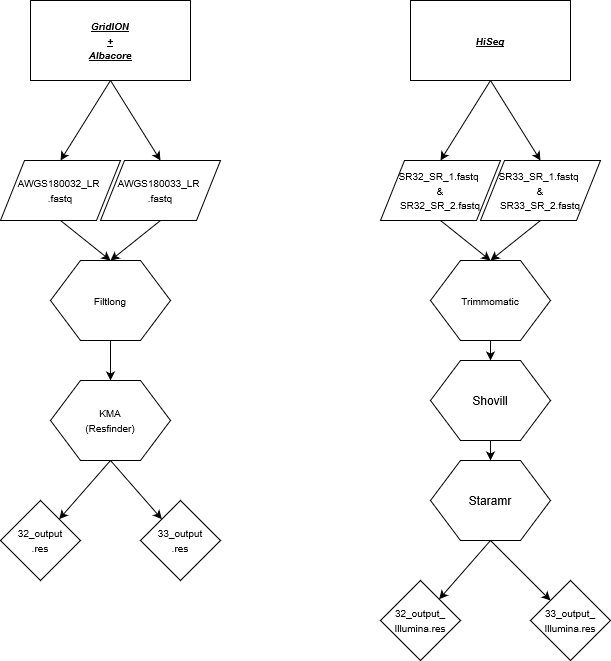 GridION
+
Albacore
HiSeq
AWGS180032_LR
.fastq
AWGS180033_LR
.fastq
SR32_SR_1.fastq
&
SR32_SR_2.fastq
SR33_SR_1.fastq
&
SR33_SR_2.fastq
Filtlong
Trimmomatic
KMA
(Resfinder)
Shovill
Staramr
32_output
.res
33_output
.res
32_output_
Illumina.res
33_output_
Illumina.res